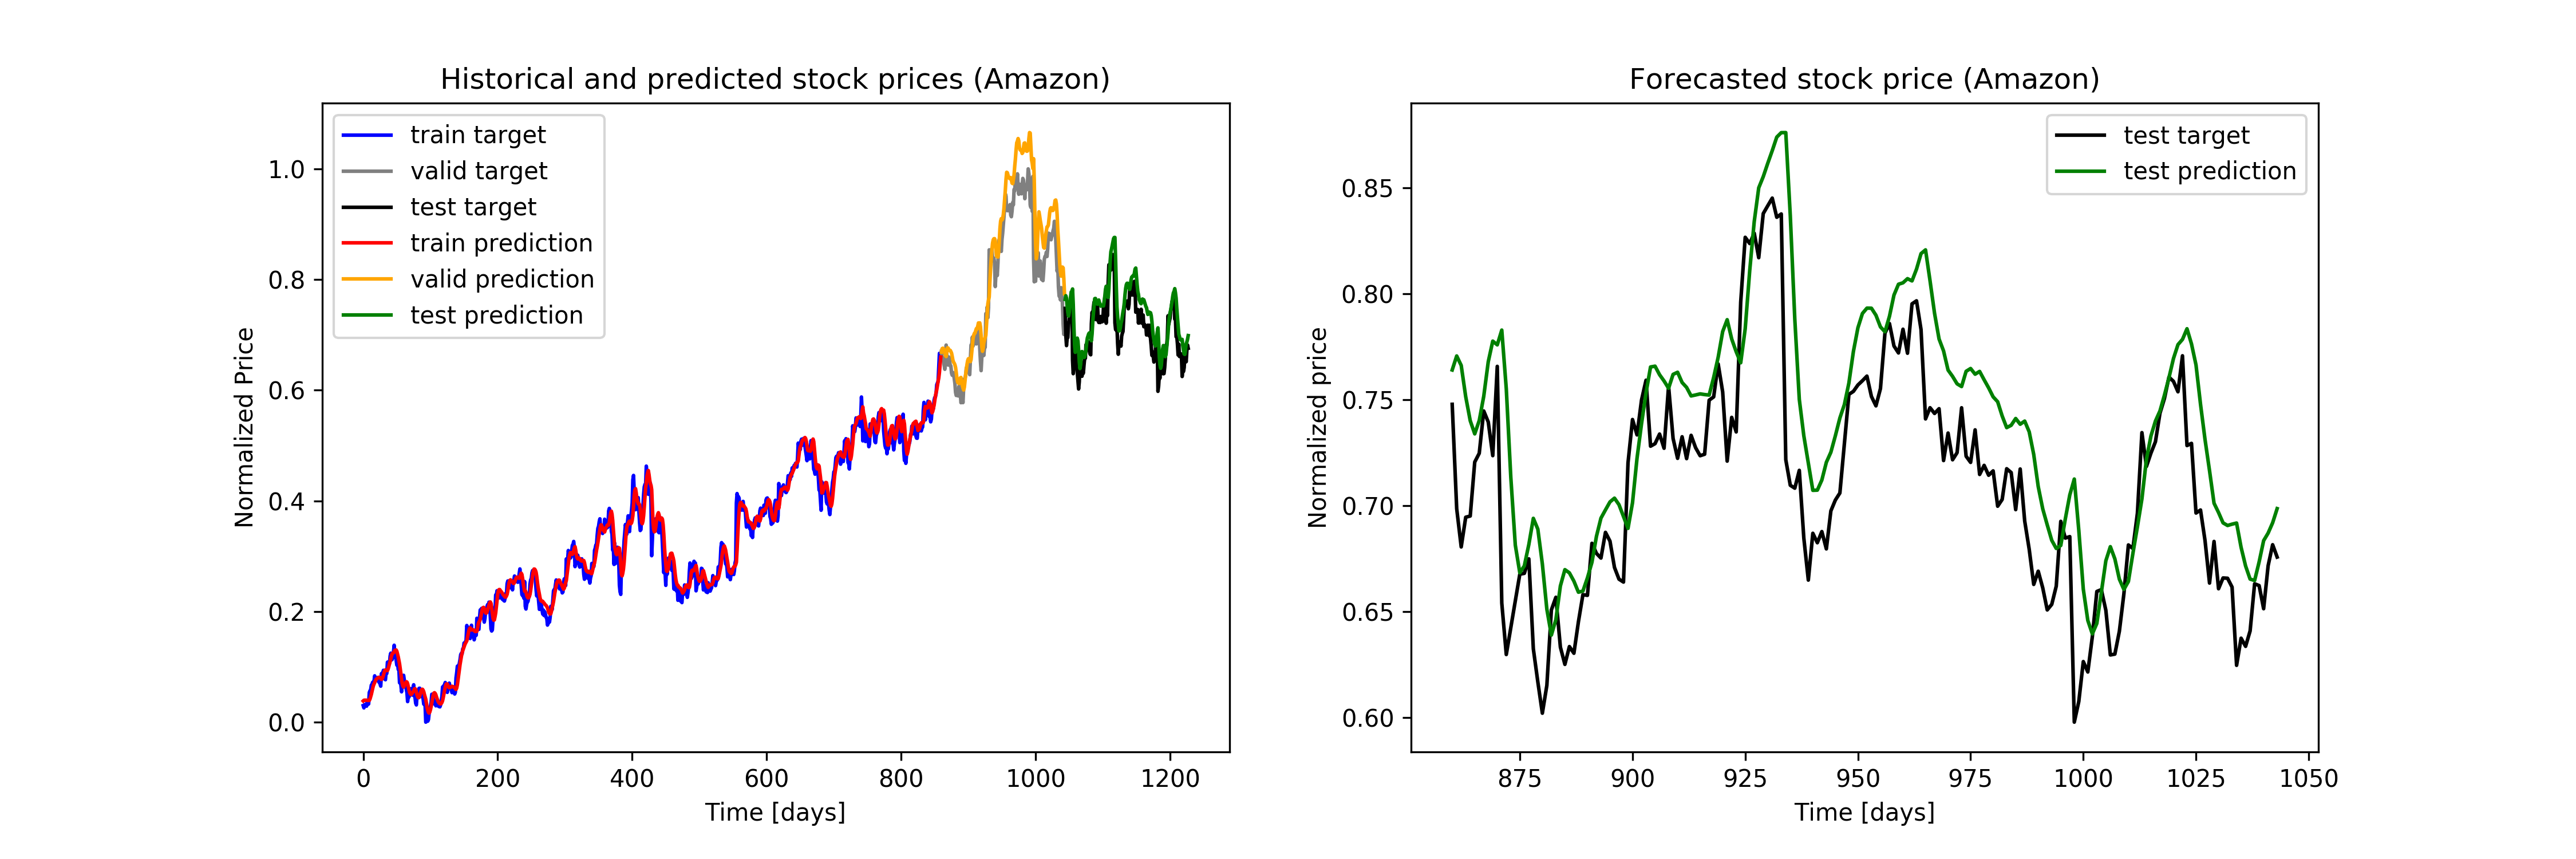 Historical and predicted stock prices (Amazon)
train target
valid target
test target
train prediction
valid prediction
test prediction
Normalized Price
1.0
0.8
0.6
0.4
0.2
0.0
0 200 400 600 800 1000 1200
Time [days]
Forecasted stock price (Amazon)
test target
test prediction
Normalized price
0.85
0.80
0.75
0.70
0.65
0.60
875 900 925 950 975 1000 1025 1050
Time [days]